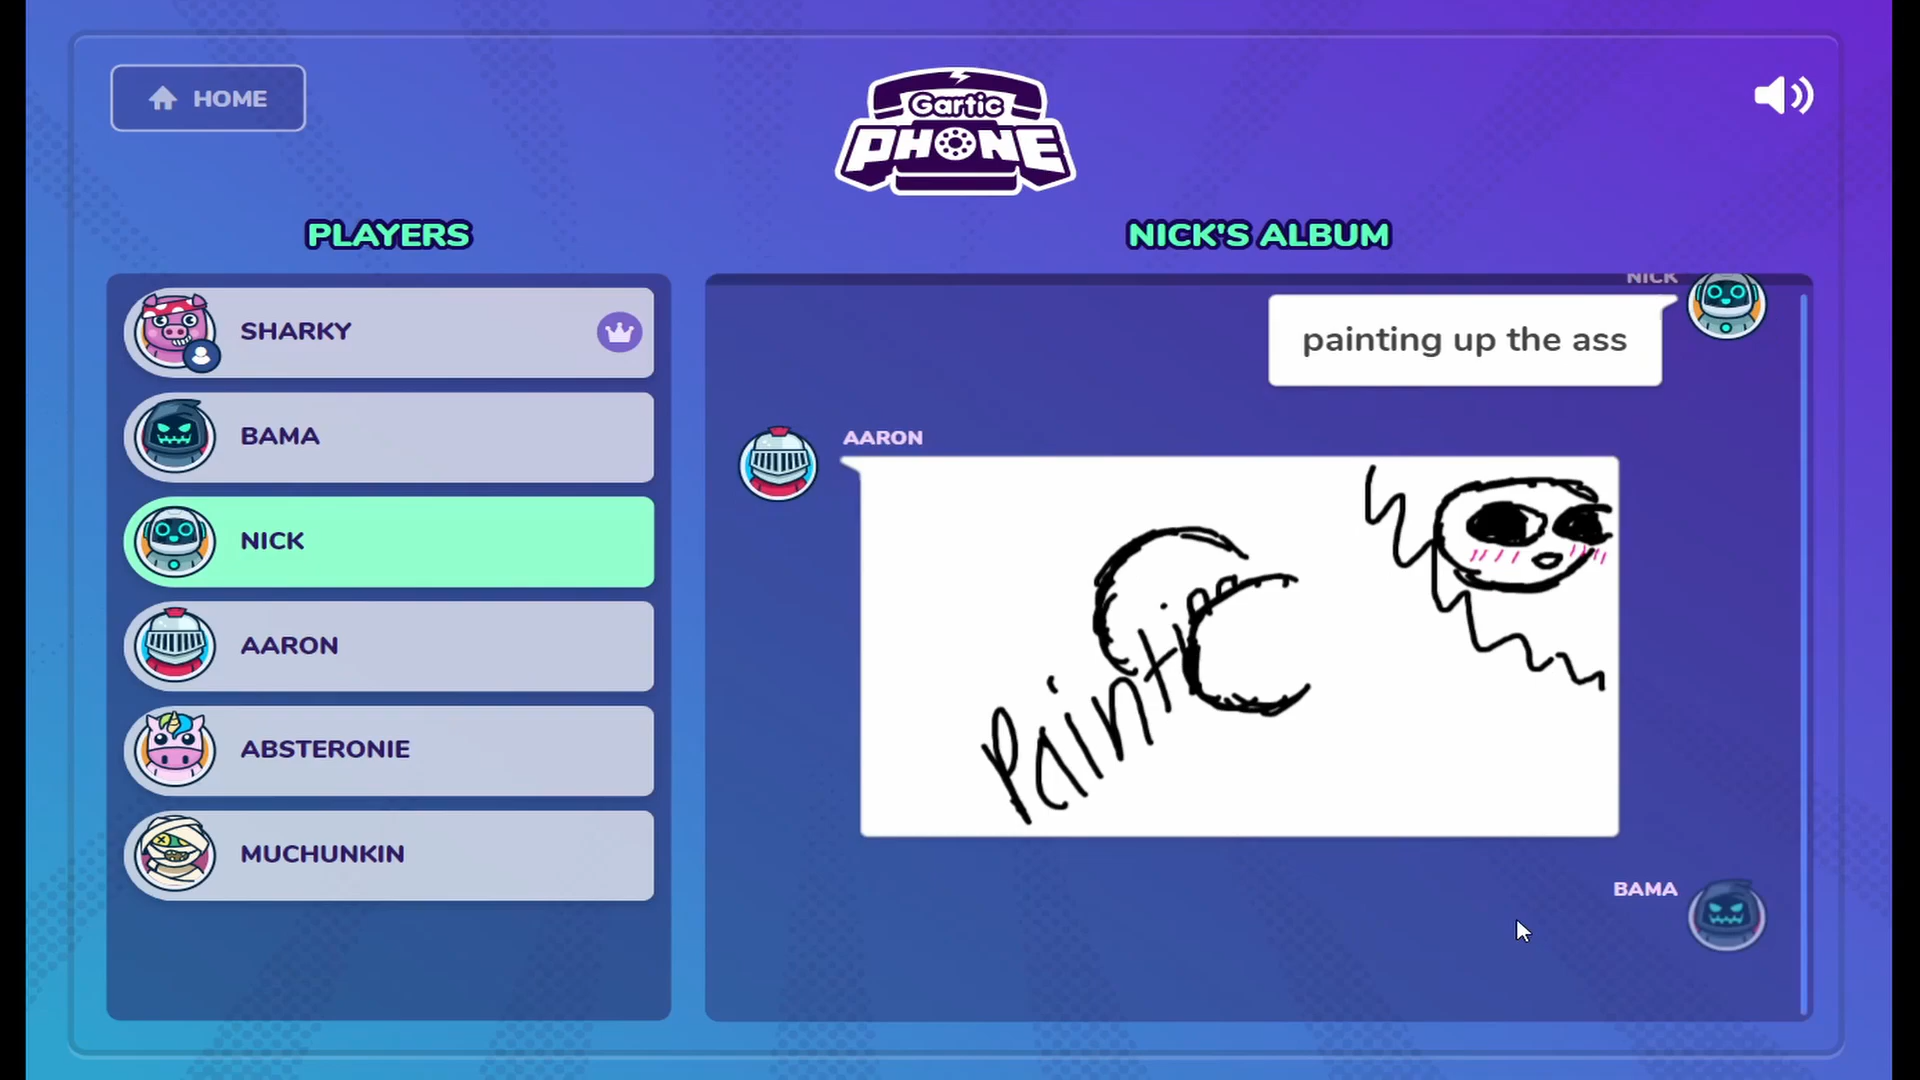 HOME
Gartic
PHONE
PLAYERS
NICK'S ALBUM
SHARKY
BAMA
NICK
AARON
ABSTERONIE
MUCHUNKIN
NICK
painting up the ass
AARON
Painting
BAMA